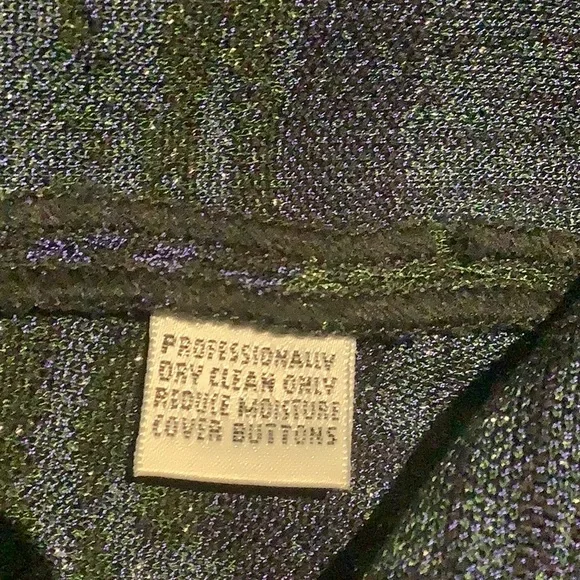 PROFESSIONALLY
DRY CLEAN ONLY
REDUCE MOISTURE
COVER BUTTONS